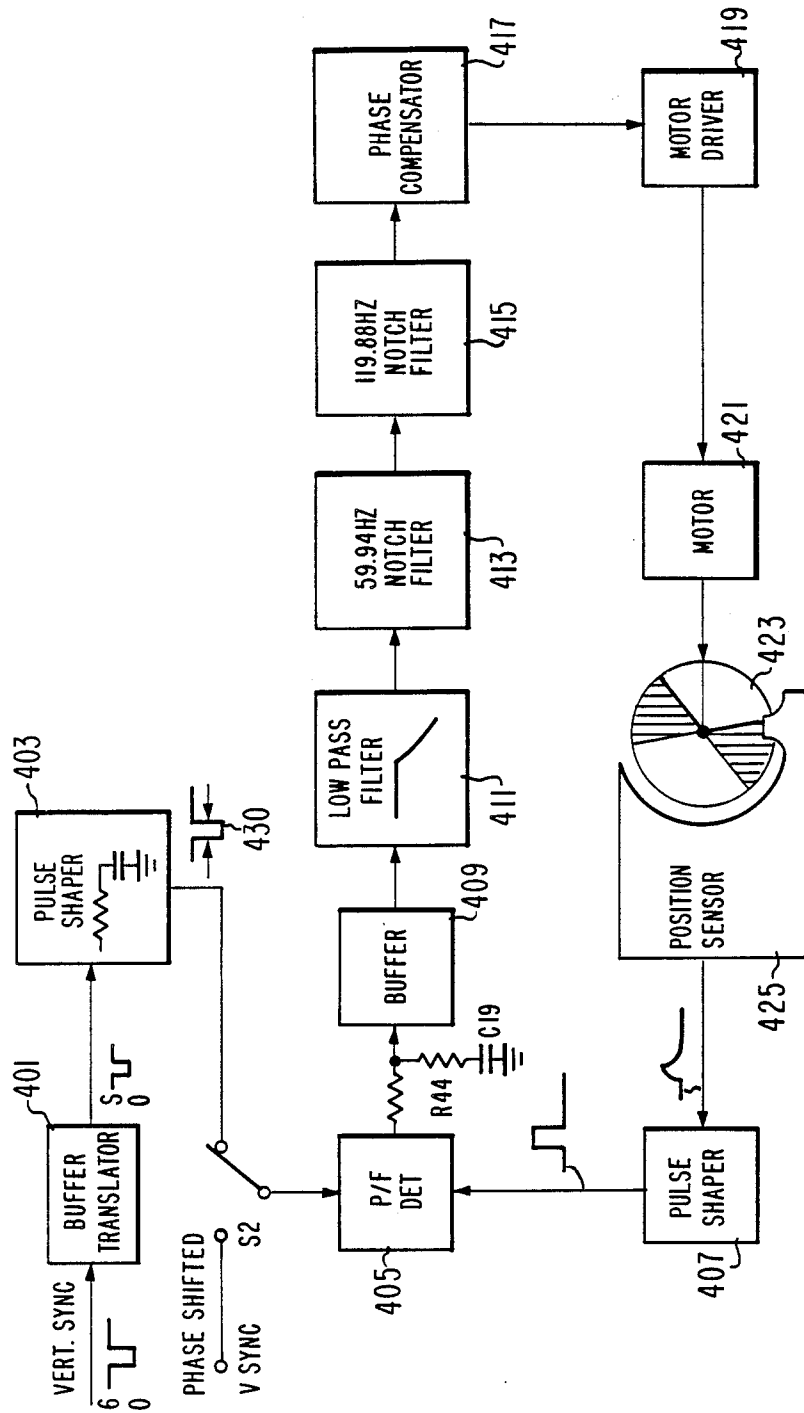 VERT. SYNC
6
0
401
BUFFER
TRANSLATOR
S
0
403
PULSE
SHAPER
430
PHASE SHIFTED
V SYNC
S2
405
P/F
DET
R44
C19
BUFFER
409
LOW PASS
FILTER
411
59.94HZ
NOTCH
FILTER
413
119.88HZ
NOTCH
FILTER
415
PHASE
COMPENSATOR
417
PULSE
SHAPER
407
POSITION
SENSOR
425
423
MOTOR
421
MOTOR
DRIVER
419